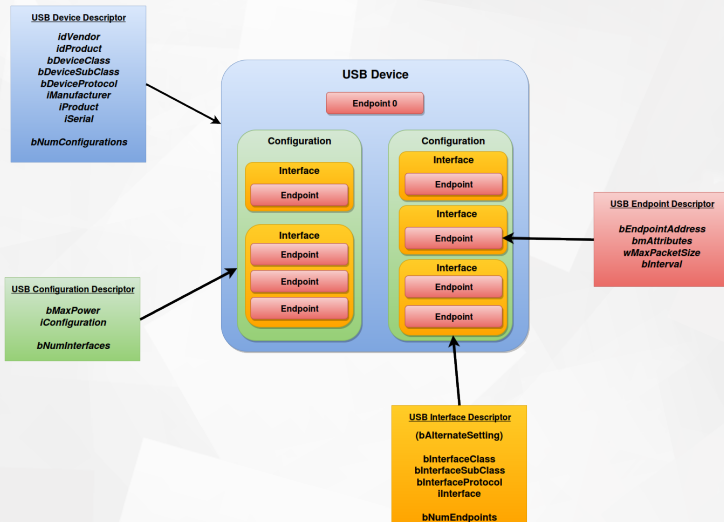 USB Device Descriptor
idVendor
idProduct
bDeviceClass
bDeviceSubClass
bDeviceProtocol
iManufacturer
iProduct
iSerial
bNumConfigurations
USB Device
Endpoint 0
Configuration
Interface
Endpoint
Interface
Endpoint
Endpoint
Endpoint
Configuration
Interface
Endpoint
Interface
Endpoint
Interface
Endpoint
Endpoint
USB Endpoint Descriptor
bEndpointAddress
bmAttributes
wMaxPacketSize
bInterval
USB Configuration Descriptor
bMaxPower
iConfiguration
bNumInterfaces
USB Interface Descriptor
(bAlternateSetting)
bInterfaceClass
bInterfaceSubClass
bInterfaceProtocol
iInterface
bNumEndpoints